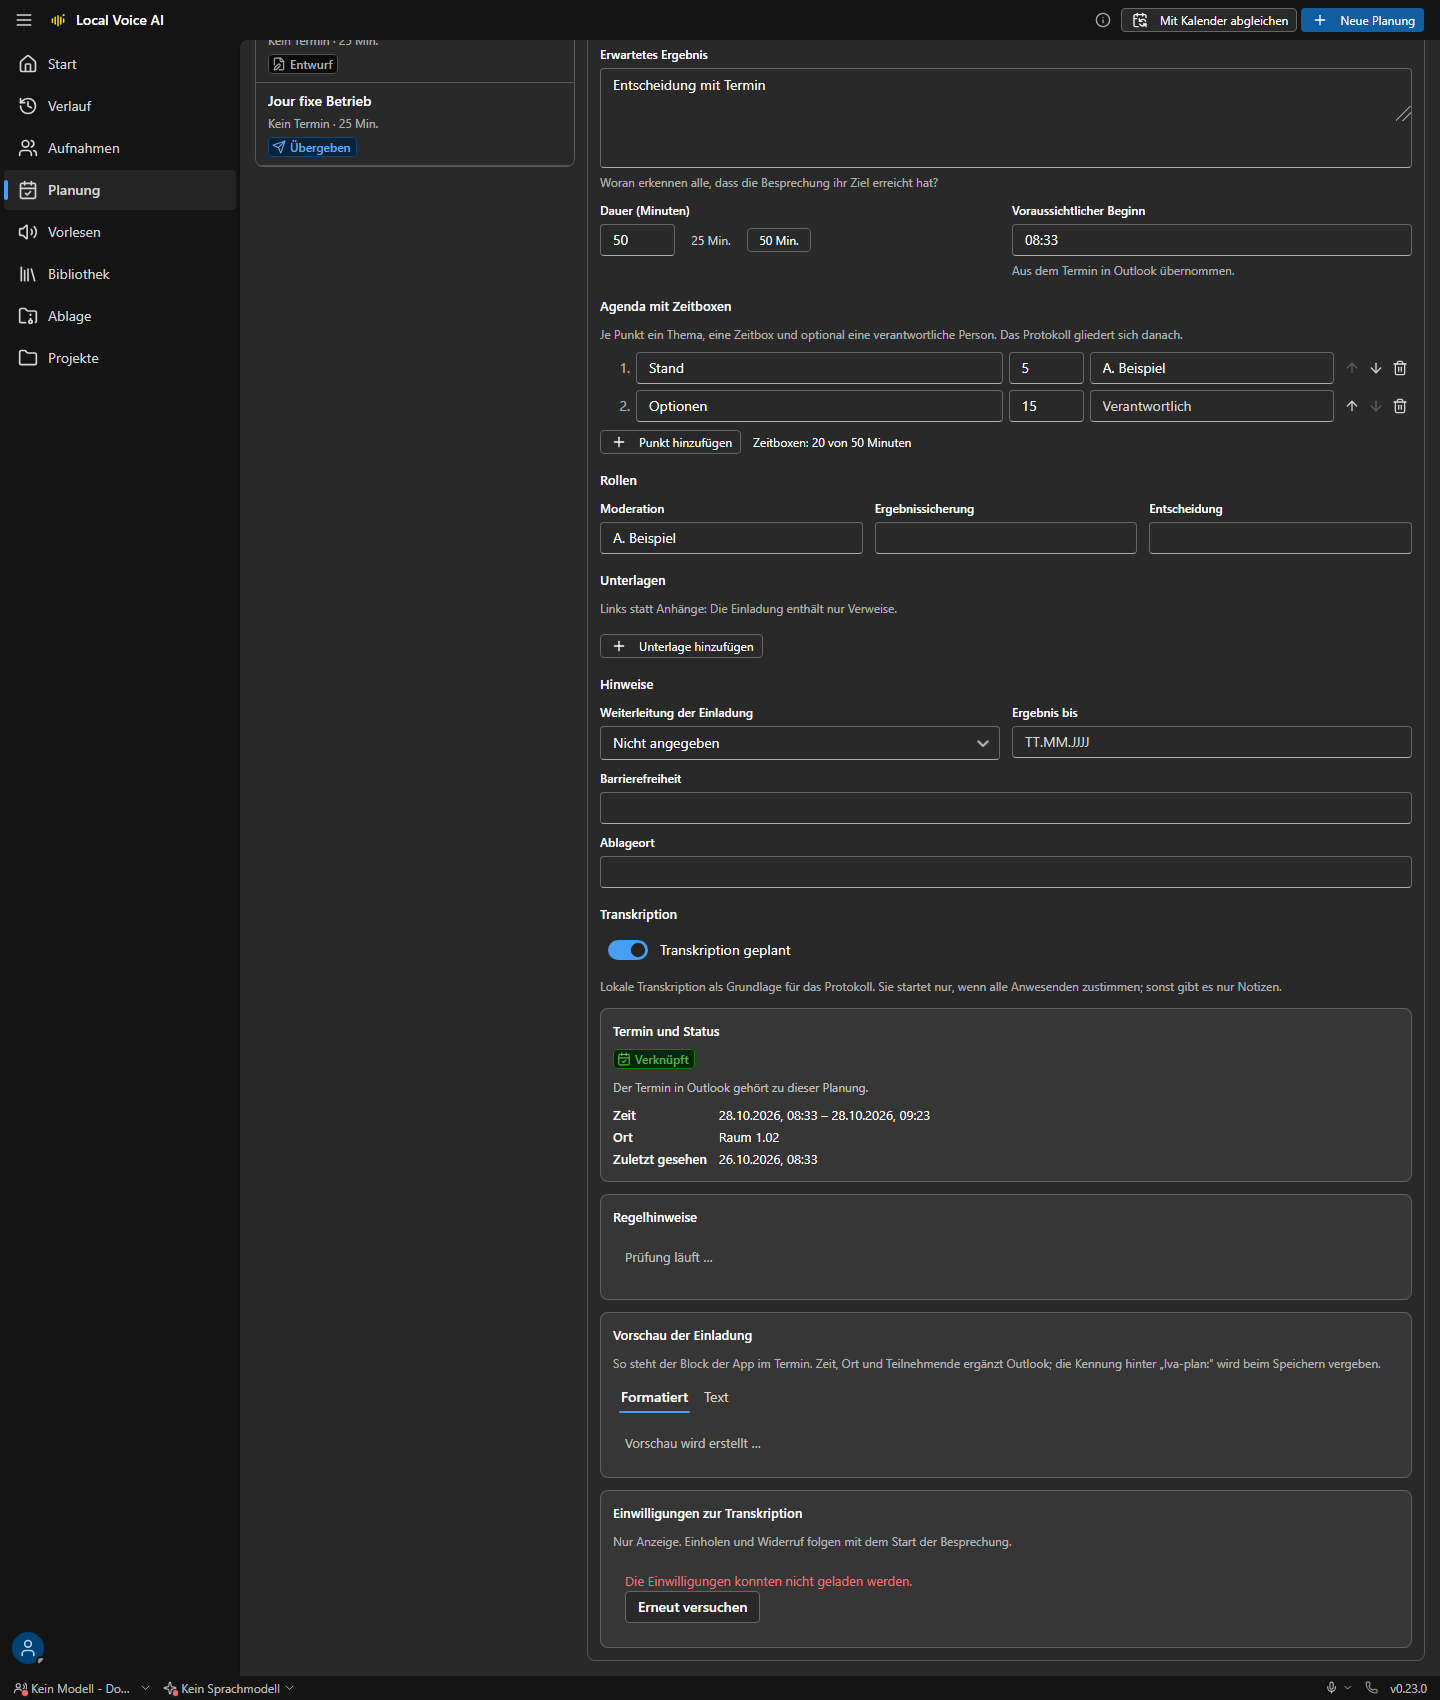 Local Voice AI
Mit Kalender abgleichen
Neue Planung
Start
Verlauf
Aufnahmen
Planung
Vorlesen
Bibliothek
Ablage
Projekte
Kein Termin · 25 Min.
Entwurf
Jour fixe Betrieb
Kein Termin · 25 Min.
Übergeben
Erwartetes Ergebnis
Entscheidung mit Termin
Woran erkennen alle, dass die Besprechung ihr Ziel erreicht hat?
Dauer (Minuten)
50
25 Min.
50 Min.
Voraussichtlicher Beginn
08:33
Aus dem Termin in Outlook übernommen.
Agenda mit Zeitboxen
Je Punkt ein Thema, eine Zeitbox und optional eine verantwortliche Person. Das Protokoll gliedert sich danach.
1. Stand 5 A. Beispiel
2. Optionen 15 Verantwortlich
Punkt hinzufügen
Zeitboxen: 20 von 50 Minuten
Rollen
Moderation
A. Beispiel
Ergebnissicherung
Entscheidung
Unterlagen
Links statt Anhänge: Die Einladung enthält nur Verweise.
Unterlage hinzufügen
Hinweise
Weiterleitung der Einladung
Nicht angegeben
Ergebnis bis
TT.MM.JJJJ
Barrierefreiheit
Ablageort
Transkription
Transkription geplant
Lokale Transkription als Grundlage für das Protokoll. Sie startet nur, wenn alle Anwesenden zustimmen; sonst gibt es nur Notizen.
Termin und Status
Verknüpft
Der Termin in Outlook gehört zu dieser Planung.
Zeit 28.10.2026, 08:33 – 28.10.2026, 09:23
Ort Raum 1.02
Zuletzt gesehen 26.10.2026, 08:33
Regelhinweise
Prüfung läuft ...
Vorschau der Einladung
So steht der Block der App im Termin. Zeit, Ort und Teilnehmende ergänzt Outlook; die Kennung hinter „lva-plan:“ wird beim Speichern vergeben.
Formatiert
Text
Vorschau wird erstellt ...
Einwilligungen zur Transkription
Nur Anzeige. Einholen und Widerruf folgen mit dem Start der Besprechung.
Die Einwilligungen konnten nicht geladen werden.
Erneut versuchen
Kein Modell - Do...
Kein Sprachmodell
v0.23.0